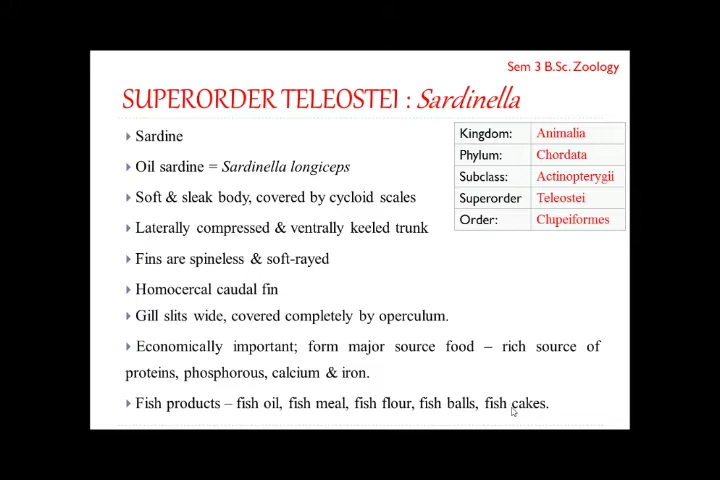 Sem 3 B.Sc. Zoology
SUPERORDER TELEOSTEI : Sardinella
Sardine
Oil sardine = Sardinella longiceps
Soft & sleak body, covered by cycloid scales
Laterally compressed & ventrally keeled trunk
Fins are spineless & soft-rayed
Homocercal caudal fin
Gill slits wide, covered completely by operculum.
Economically important; form major source food – rich source of
proteins, phosphorous, calcium & iron.
Fish products – fish oil, fish meal, fish flour, fish balls, fish cakes.
Kingdom: Animalia
Phylum: Chordata
Subclass: Actinopterygii
Superorder Teleostei
Order: Clupeiformes